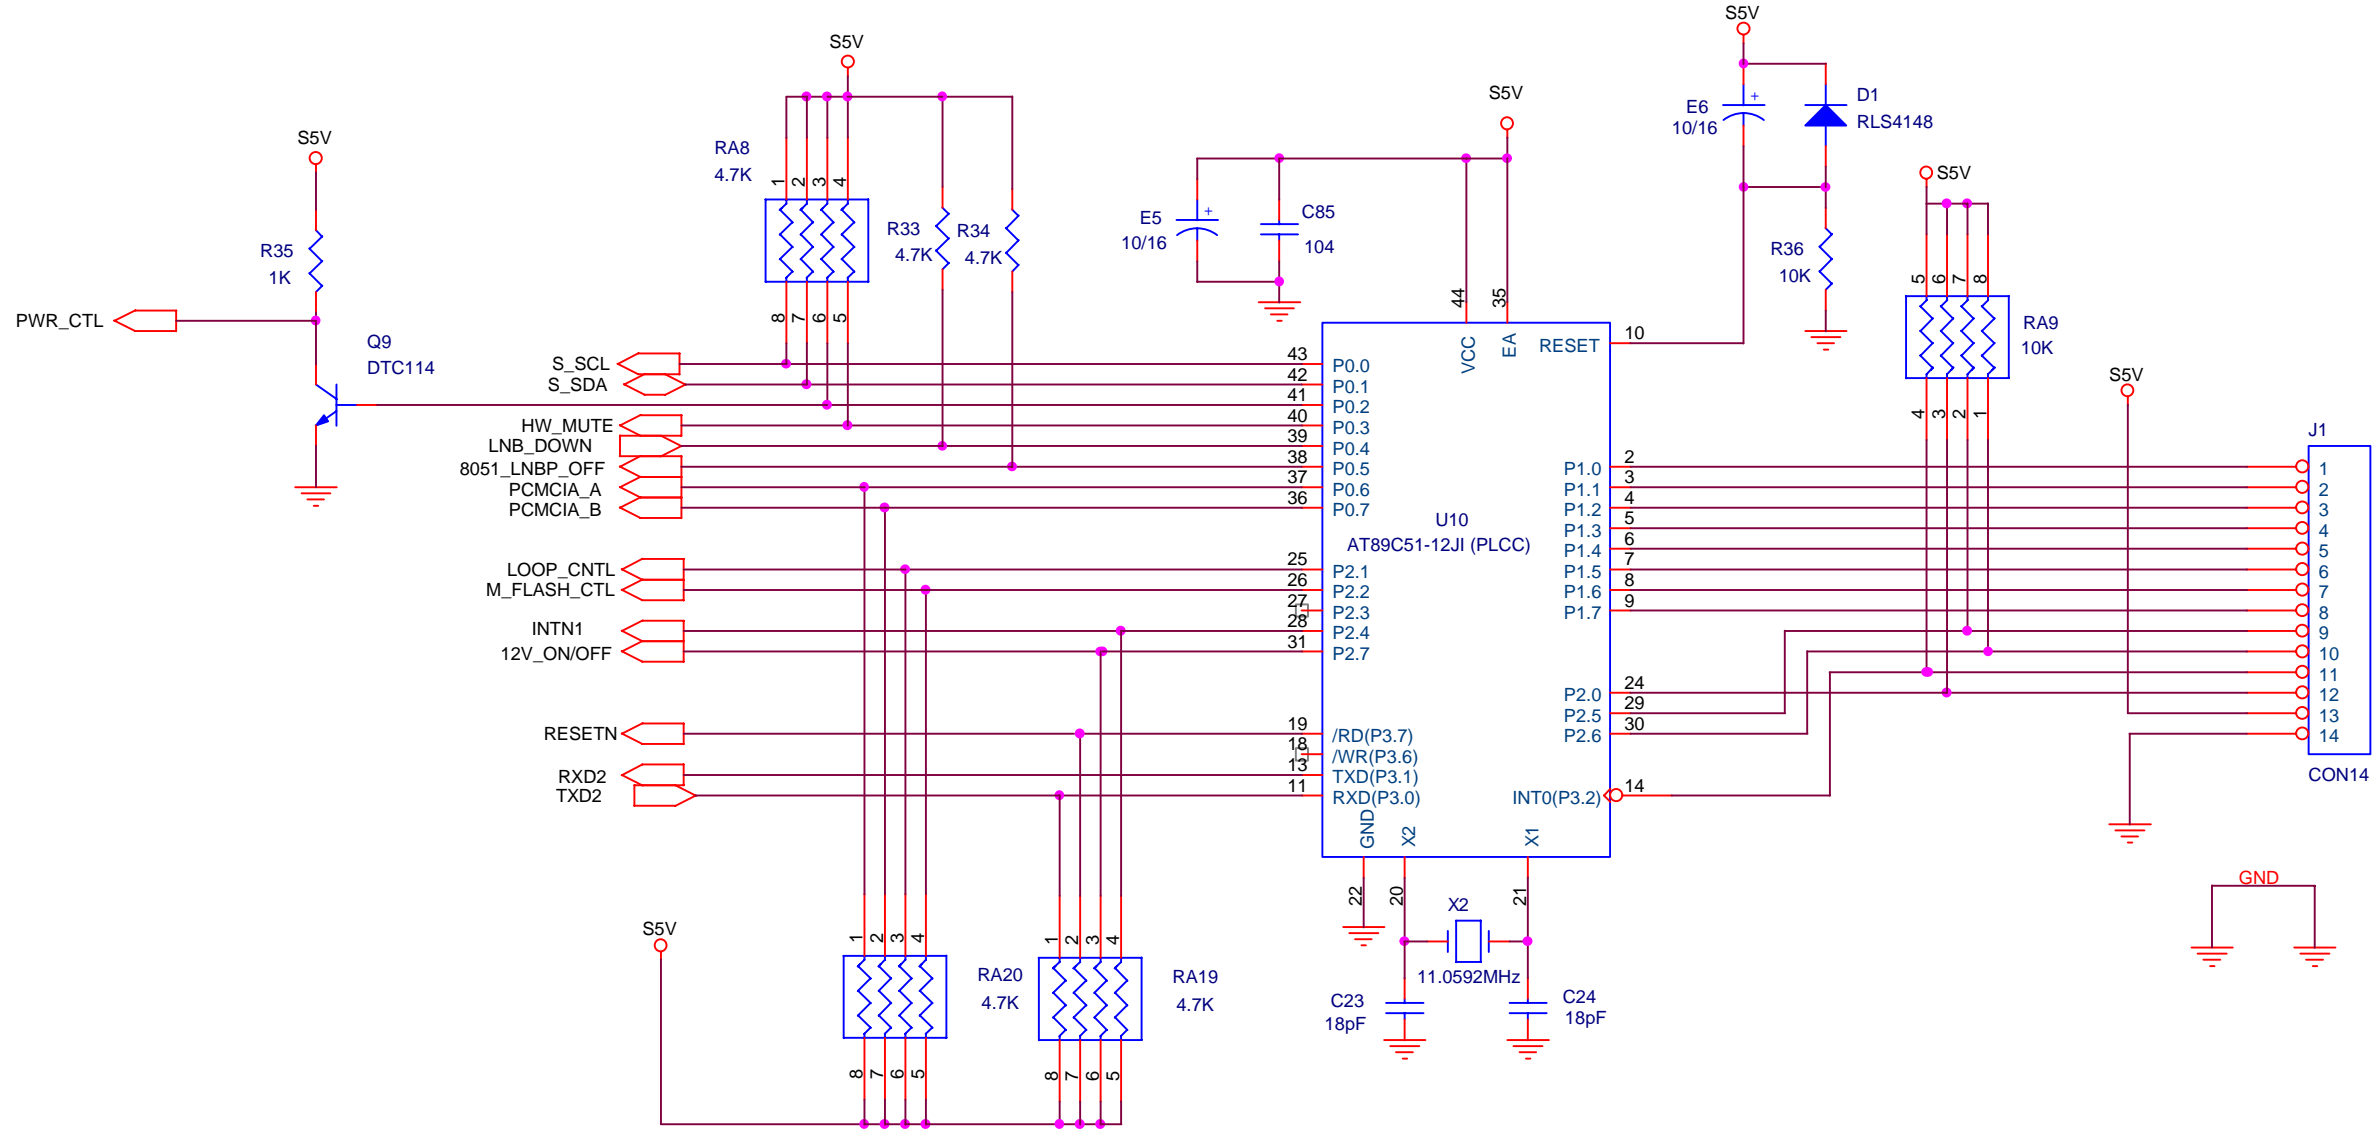 S5V
PWR_CTL
R35
1K
Q9
DTC114
S5V
RA8
4.7K
1
2
3
4
8
7
6
5
R33
4.7K
R34
4.7K
S_SCL
S_SDA
HW_MUTE
LNB_DOWN
8051_LNBP_OFF
PCMCIA_A
PCMCIA_B
LOOP_CNTL
M_FLASH_CTL
INTN1
12V_ON/OFF
RESETN
RXD2
TXD2
S5V
1
2
3
4
RA20
4.7K
8
7
6
5
1
2
3
4
RA19
4.7K
8
7
6
5
S5V
E5
+
10/16
C85
104
44
35
VCC
EA
RESET
10
43
P0.0
42
P0.1
41
P0.2
40
P0.3
39
P0.4
38
P0.5
37
P0.6
36
P0.7
U10
AT89C51-12JI (PLCC)
25
P2.1
26
P2.2
27
P2.3
28
P2.4
31
P2.7
19
/RD(P3.7)
18
/WR(P3.6)
13
TXD(P3.1)
11
RXD(P3.0)
GND
X2
X1
22
20
21
X2
11.0592MHz
C23
18pF
C24
18pF
P1.0
2
P1.1
3
P1.2
4
P1.3
5
P1.4
6
P1.5
7
P1.6
8
P1.7
9
P2.0
24
P2.5
29
P2.6
30
INT0(P3.2)
14
S5V
E6
+
10/16
D1
RLS4148
R36
10K
S5V
5
6
7
8
RA9
10K
4
3
2
1
S5V
J1
1
2
3
4
5
6
7
8
9
10
11
12
13
14
CON14
GND